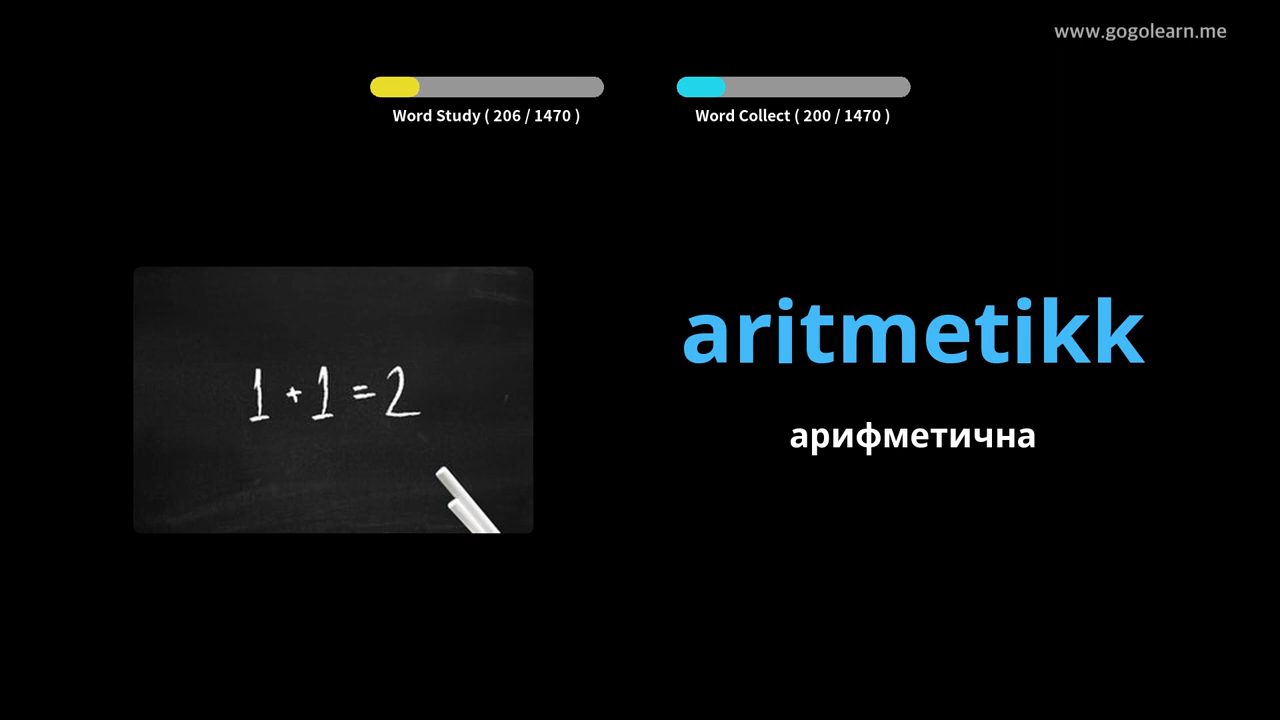 www.gogolearn.me
Word Study ( 206 / 1470 )
Word Collect ( 200 / 1470 )
1 + 1 = 2
aritmetikk
арифметична